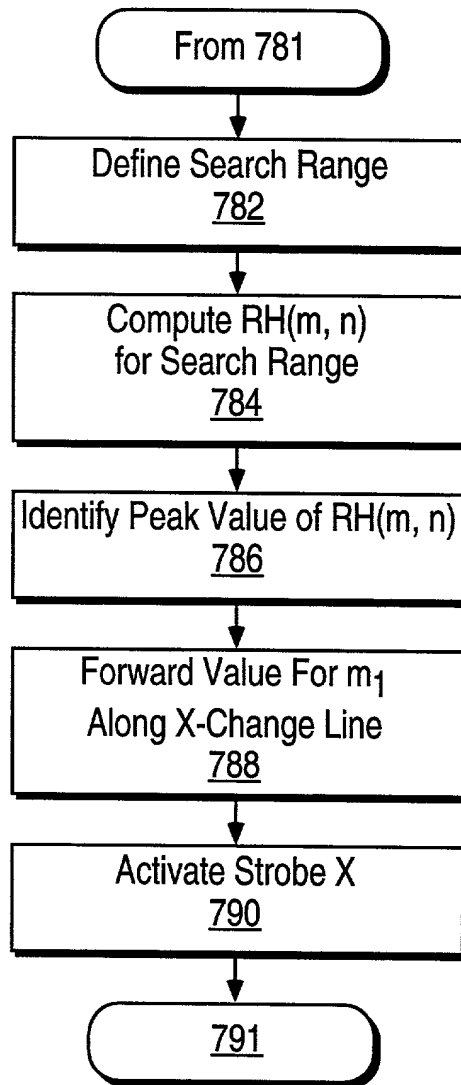 From 781
Define Search Range
782
Compute RH(m, n)
for Search Range
784
Identify Peak Value of RH(m, n)
786
Forward Value For m₁
Along X-Change Line
788
Activate Strobe X
790
791